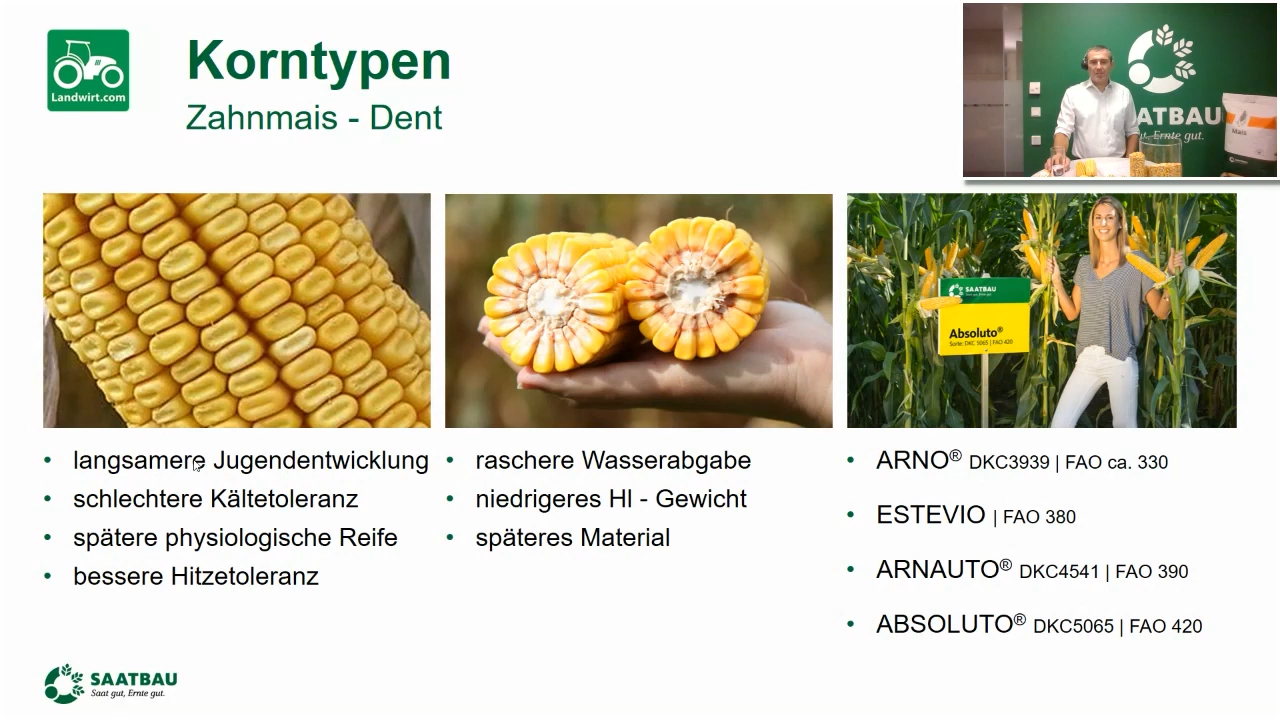 Landwirt.com
Korntypen
Zahnmais - Dent
SAATBAU
Saat gut, Ernte gut.
Mais
SAATBAU
Absoluto®
Sorte: DKC 5065 | FAO 420
• langsamere Jugendentwicklung
• schlechtere Kältetoleranz
• spätere physiologische Reife
• bessere Hitzetoleranz
• raschere Wasserabgabe
• niedrigeres Hl - Gewicht
• späteres Material
• ARNO® DKC3939 | FAO ca. 330
• ESTEVIO | FAO 380
• ARNAUTO® DKC4541 | FAO 390
• ABSOLUTO® DKC5065 | FAO 420
SAATBAU
Saat gut, Ernte gut.